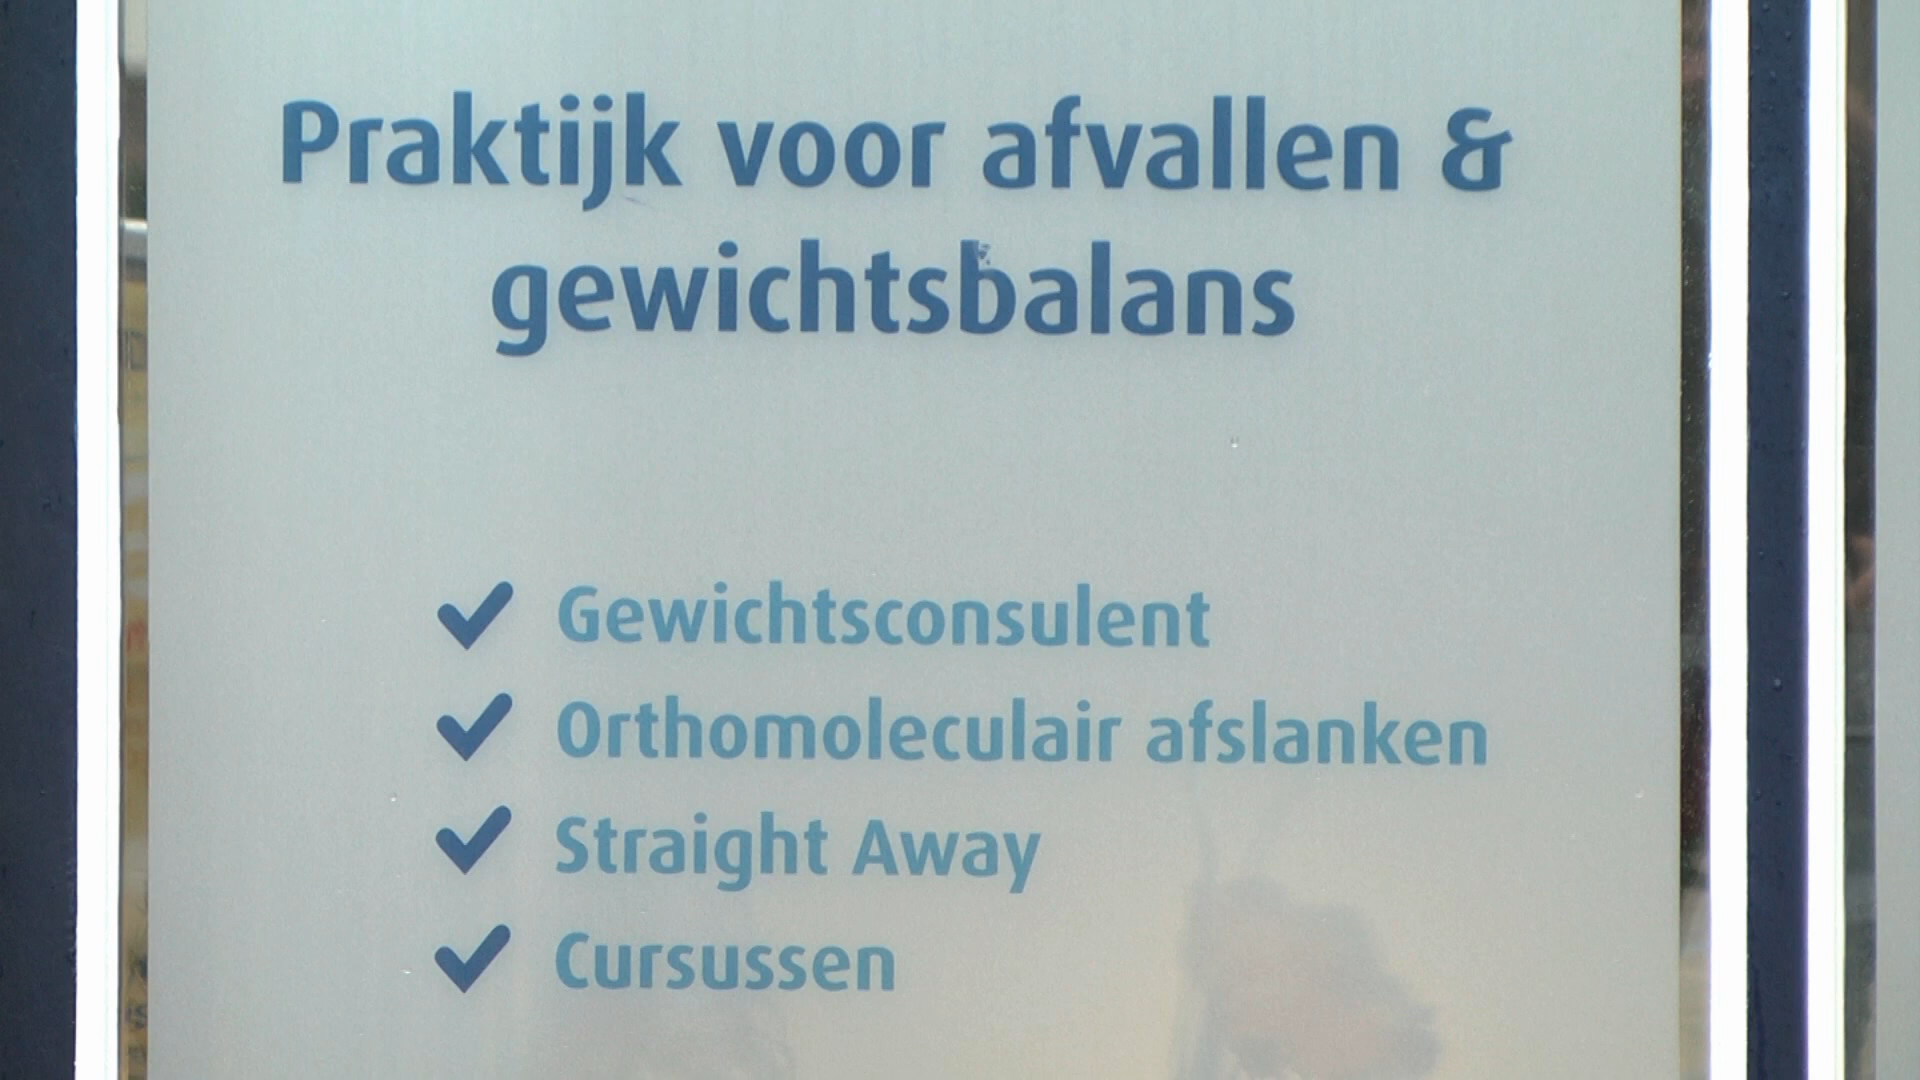 Praktijk voor afvallen &
gewichtsbalans
Gewichtsconsulent
Orthomoleculair afslanken
Straight Away
Cursussen